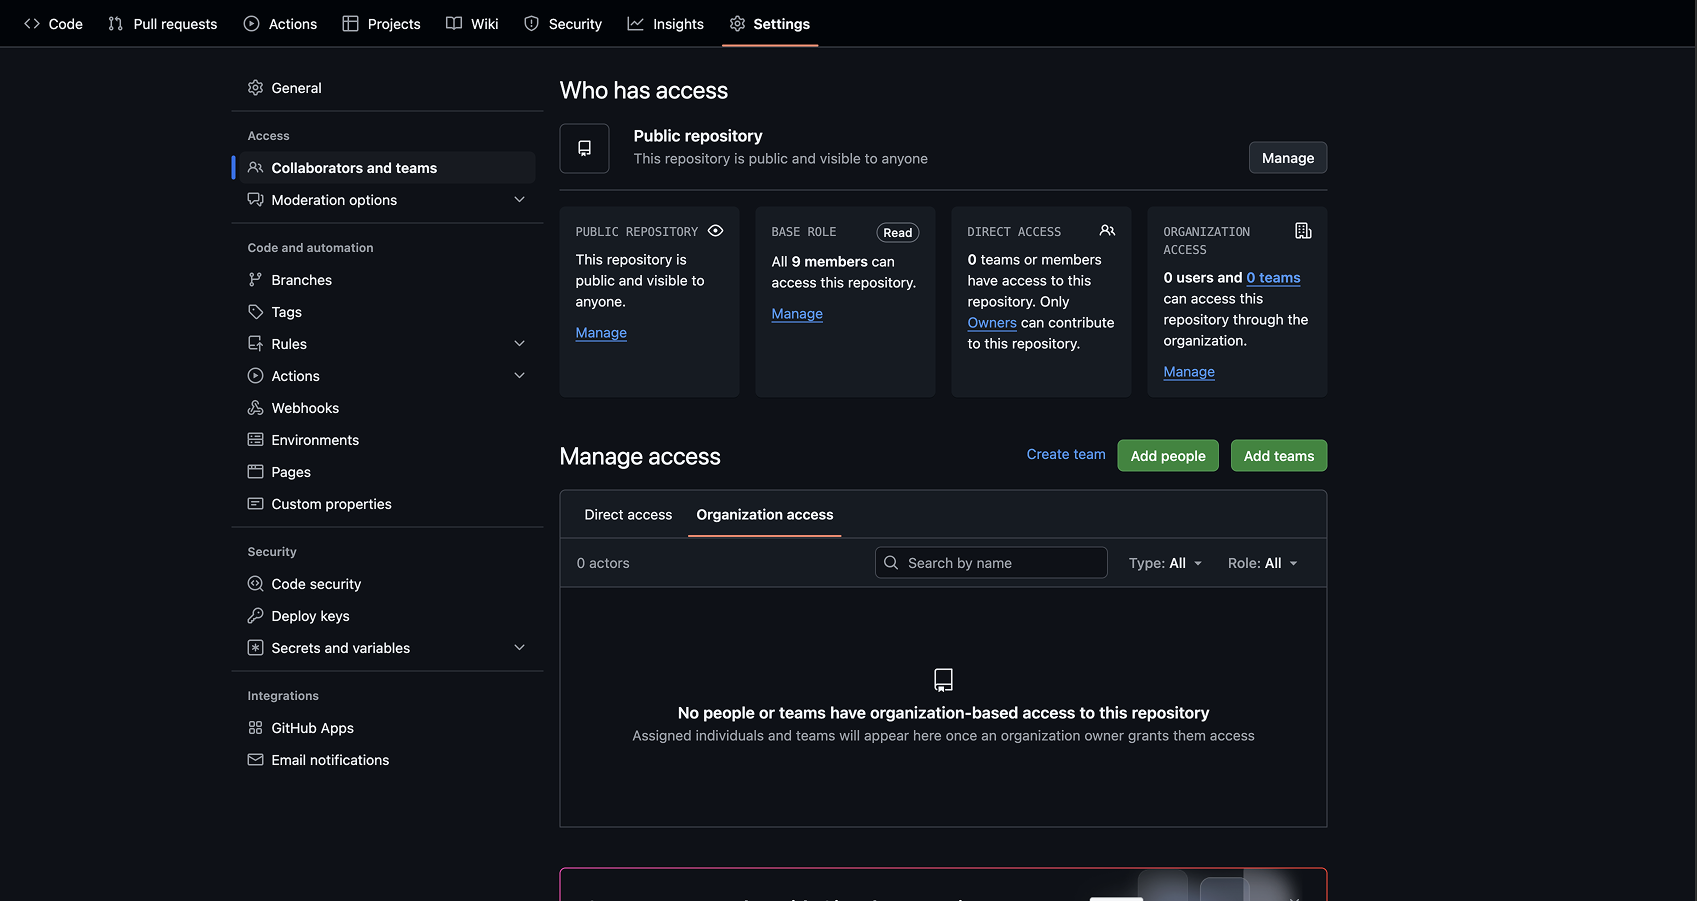 Code
Pull requests
Actions
Projects
Wiki
Security
Insights
Settings
General
Access
Collaborators and teams
Moderation options
Code and automation
Branches
Tags
Rules
Actions
Webhooks
Environments
Pages
Custom properties
Security
Code security
Deploy keys
Secrets and variables
Integrations
GitHub Apps
Email notifications
Who has access
Public repository
This repository is public and visible to anyone
Manage
PUBLIC REPOSITORY
This repository is
public and visible to
anyone.
Manage
BASE ROLE
Read
All 9 members can
access this repository.
Manage
DIRECT ACCESS
0 teams or members
have access to this
repository. Only
Owners can contribute
to this repository.
ORGANIZATION
ACCESS
0 users and 0 teams
can access this
repository through the
organization.
Manage
Manage access
Create team
Add people
Add teams
Direct access
Organization access
0 actors
Search by name
Type: All
Role: All
No people or teams have organization-based access to this repository
Assigned individuals and teams will appear here once an organization owner grants them access